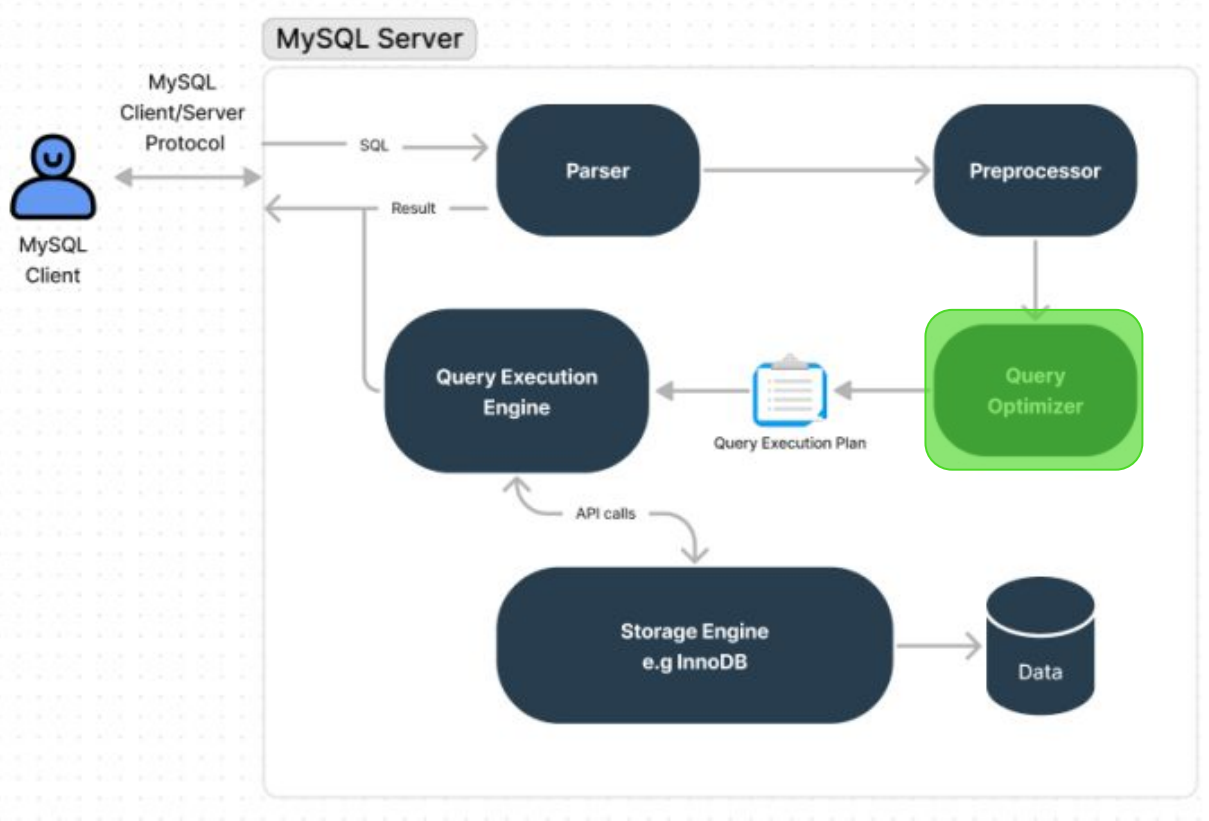 MySQL Server
MySQL
Client/Server
Protocol
MySQL
Client
SQL
Result
Parser
Preprocessor
Query Execution
Engine
Query Execution Plan
Query
Optimizer
API calls
Storage Engine
e.g InnoDB
Data